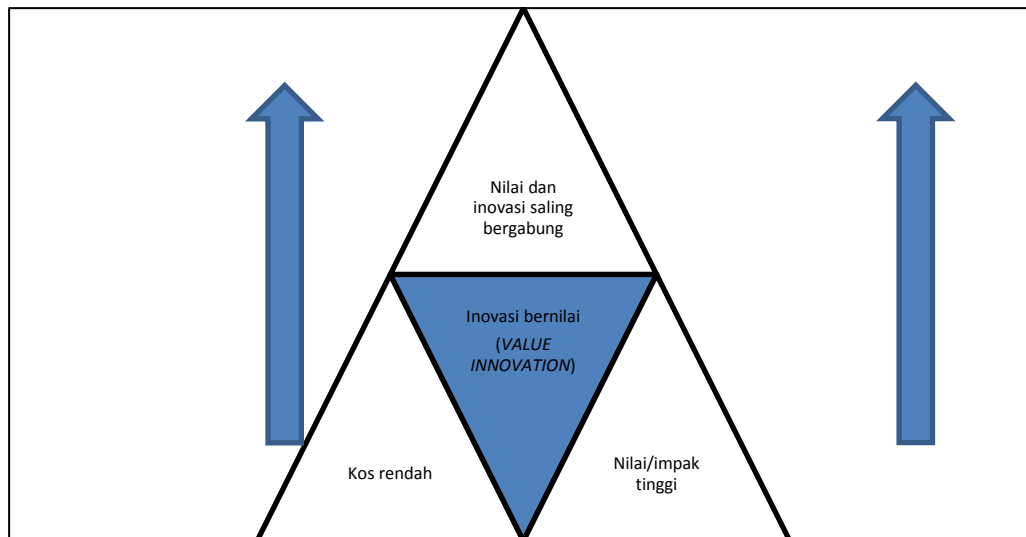 Nilai dan
inovasi saling
bergabung
Inovasi bernilai
(VALUE
INNOVATION)
Kos rendah
Nilai/impak
tinggi